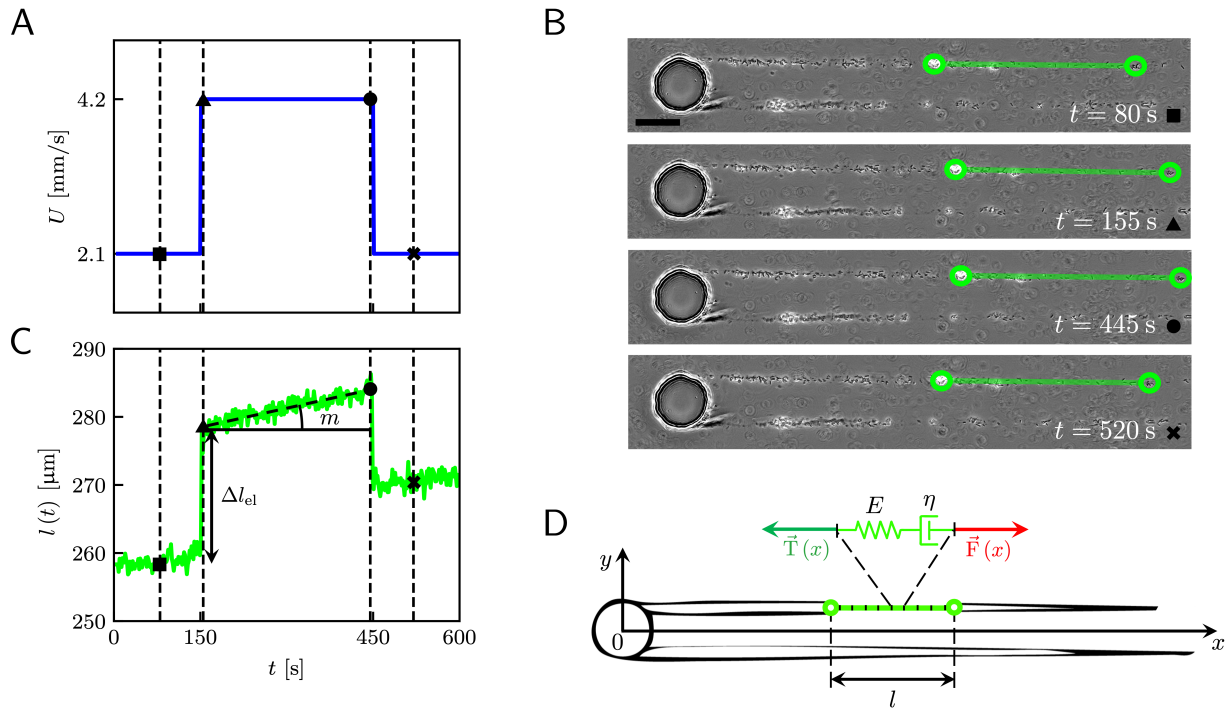 A
4.2
2.1
U [mm/s]
B
t = 80 s ■
t = 155 s ▲
t = 445 s ●
t = 520 s ✖
C
290
280
270
260
250
l (t) [μm]
m
Δl_el
0
150
450
600
t [s]
D
E
η
T⃗ (x)
F⃗ (x)
y
0
x
l